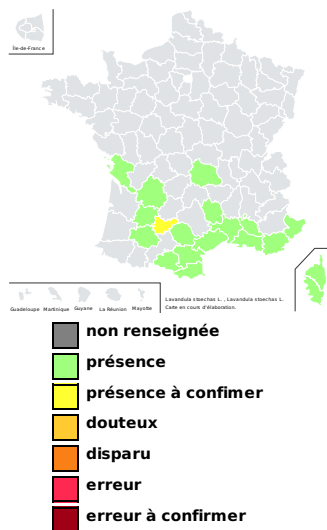 Île-de-France
Guadeloupe Martinique Guyane La Réunion Mayotte
Lavandula stoechas L. , Lavandula stoechas L.
Carte en cours d'élaboration.
non renseignée
présence
présence à confimer
douteux
disparu
erreur
erreur à confirmer